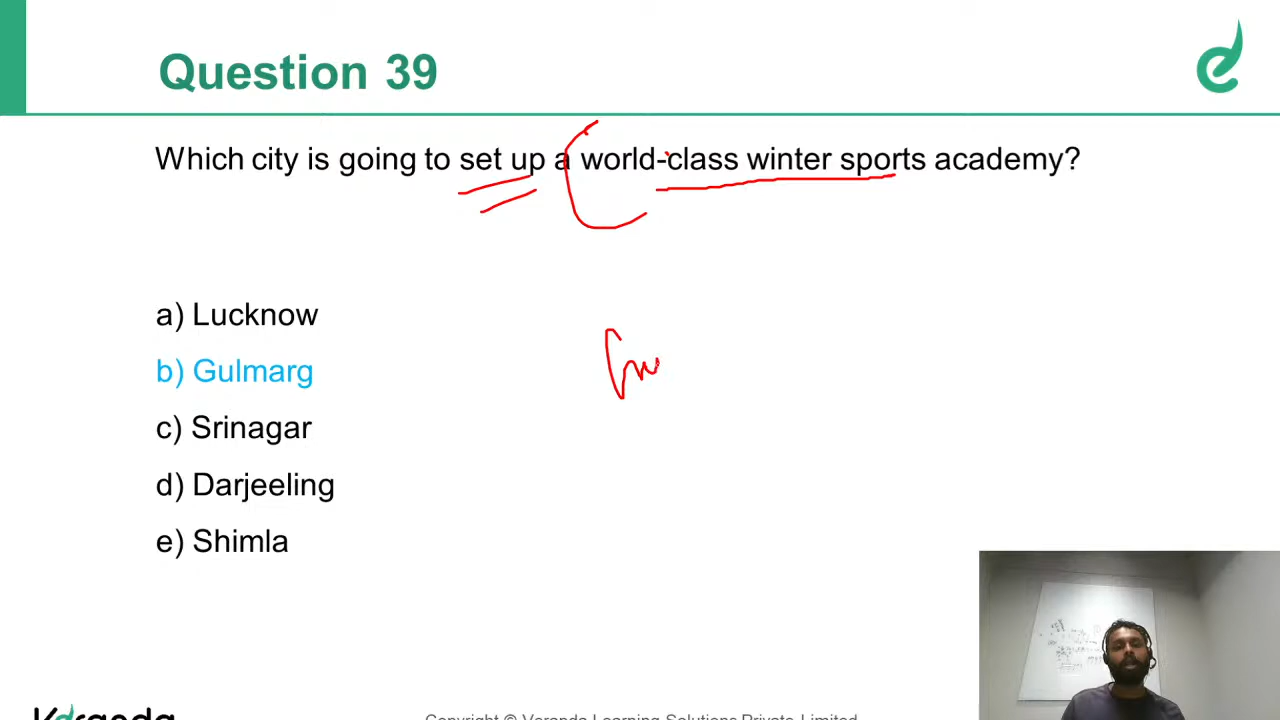 Question 39
Which city is going to set up a world-class winter sports academy?
a) Lucknow
b) Gulmarg
c) Srinagar
d) Darjeeling
e) Shimla
Copyright © Veranda Learning Solutions Private Limited